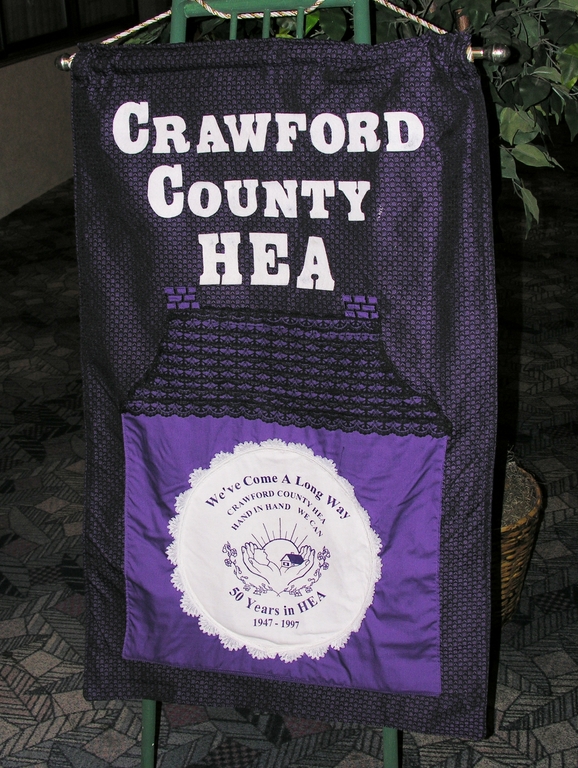 CRAWFORD
COUNTY
HEA
We've Come A Long Way
CRAWFORD COUNTY HEA
HAND IN HAND WE CAN
50 Years in HEA
1947 - 1997